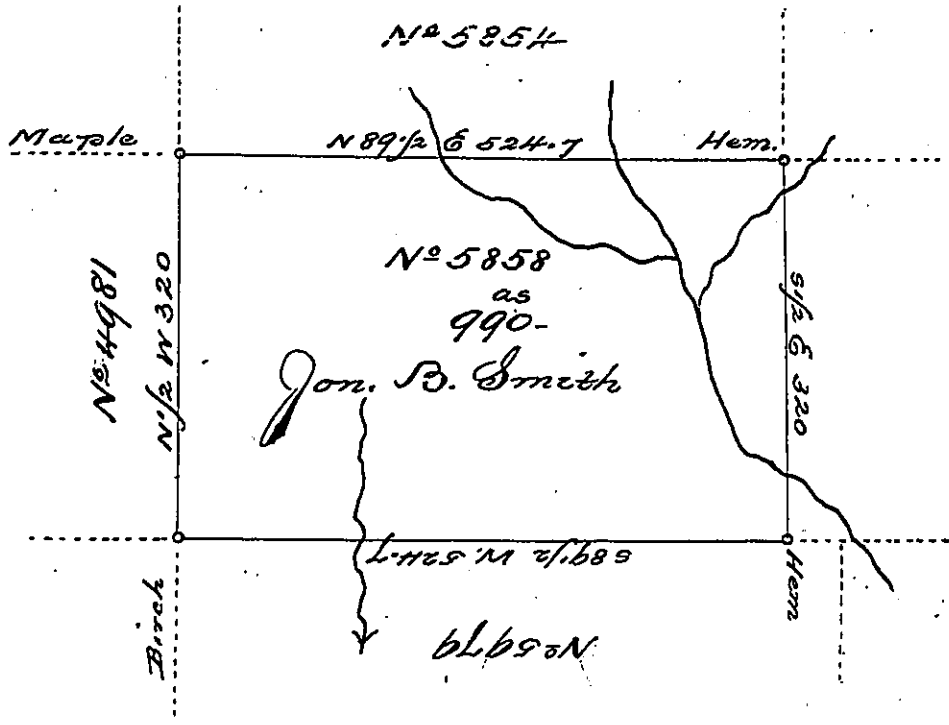 Nº 5854
Maple
N 89½ E 524.7
Hem.
Nº 5858
as
990-
Jon. B. Smith
Nº 4981
N ½ W 320
S ½ E 320
S 89½ W. 524.7
Birch
Hem
Nº 5979